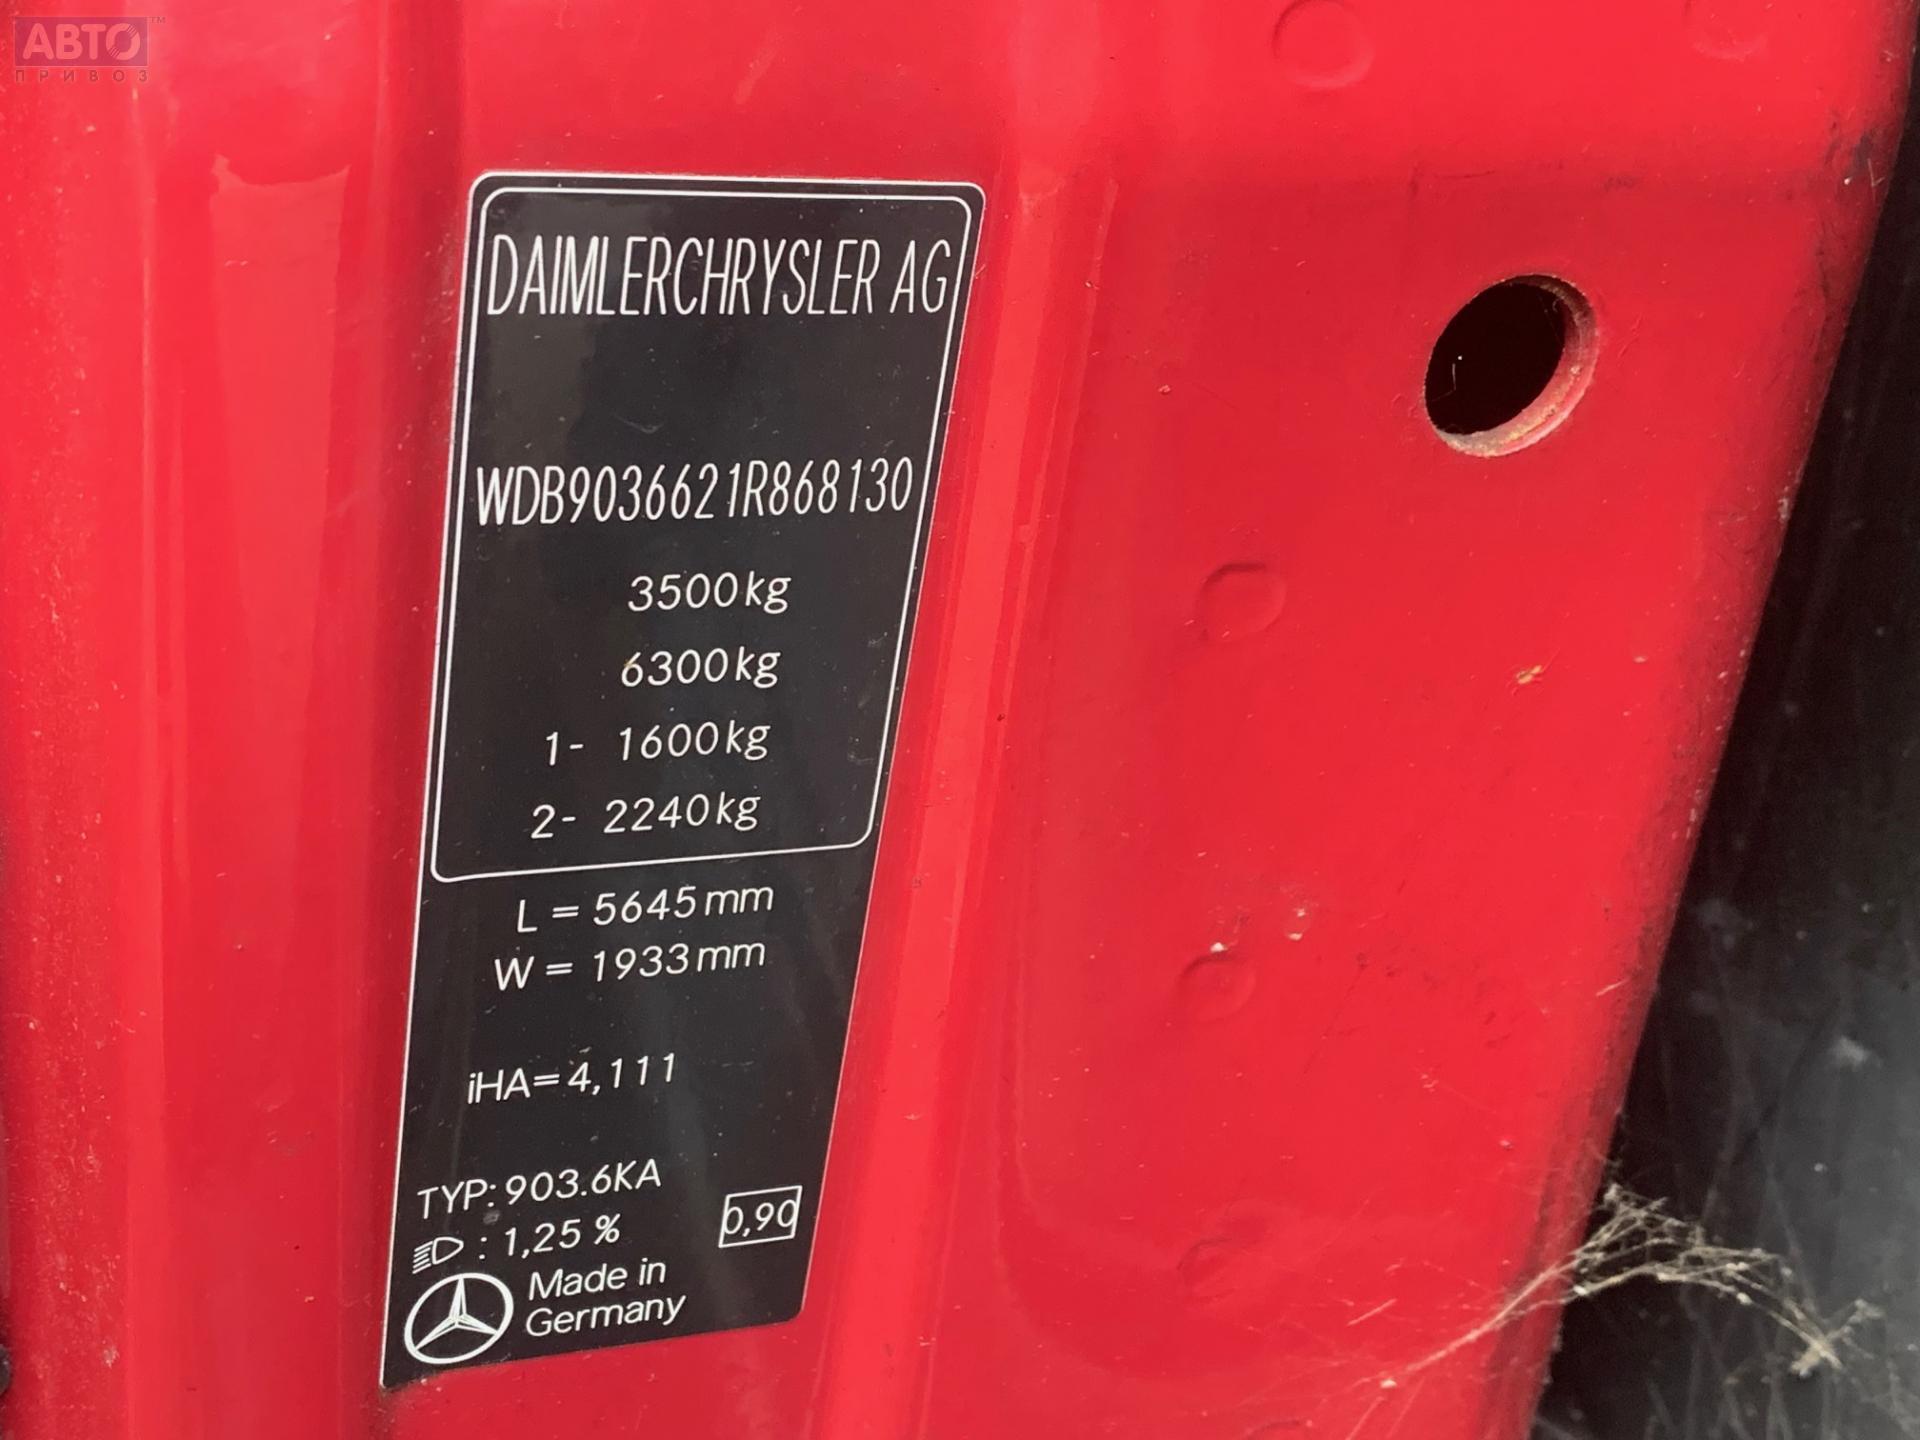 АВТО™
ПРИВОЗ
DAIMLERCHRYSLER AG
WDB9036621R868130
3500kg
6300kg
1- 1600kg
2- 2240kg
L = 5645mm
W = 1933mm
iHA=4,111
TYP: 903.6KA
: 1,25 %
0,90
Made in
Germany